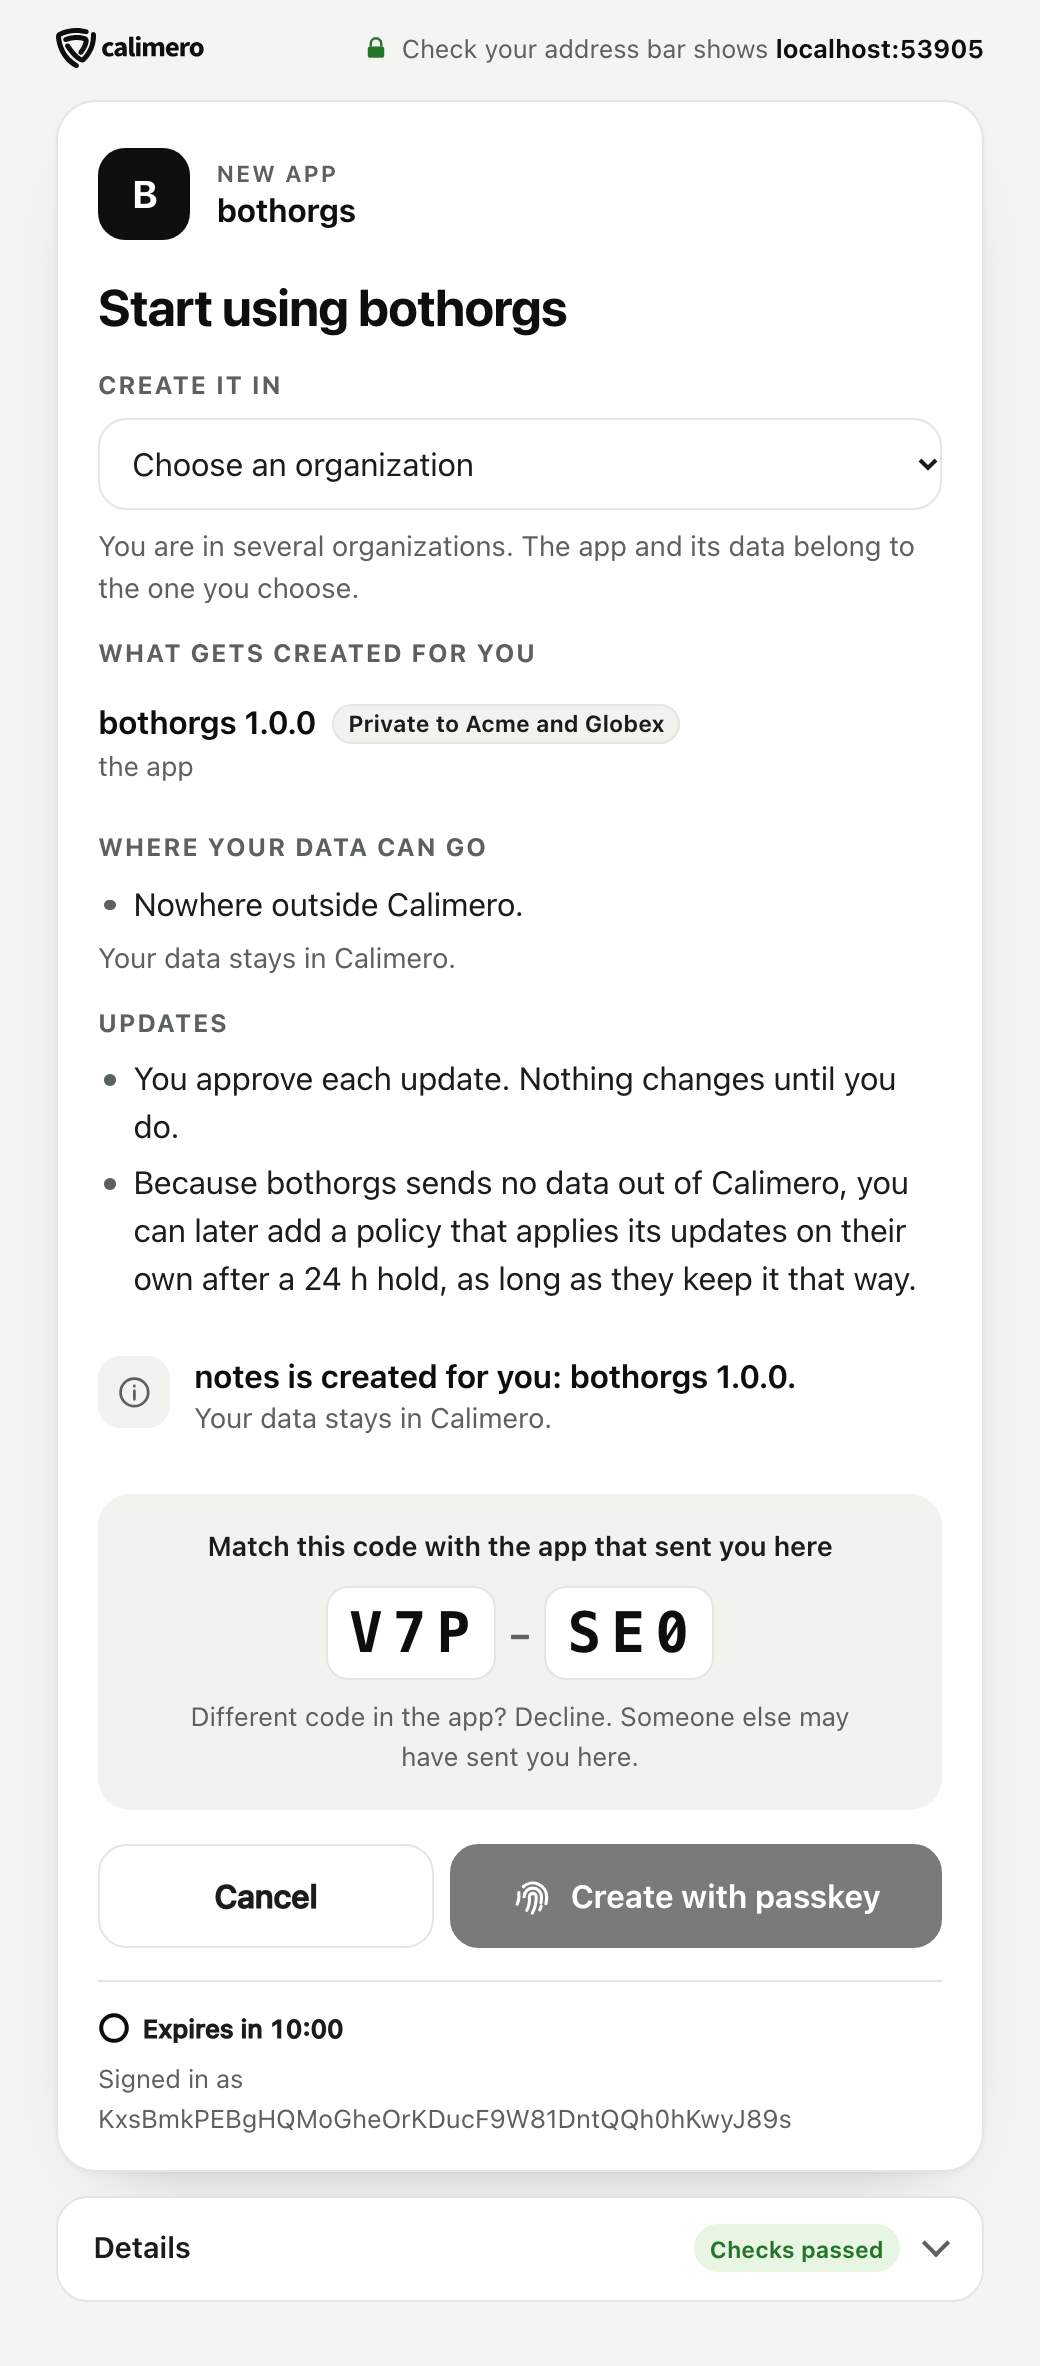 calimero
Check your address bar shows localhost:53905
B
NEW APP
bothorgs
Start using bothorgs
CREATE IT IN
Choose an organization
You are in several organizations. The app and its data belong to
the one you choose.
WHAT GETS CREATED FOR YOU
bothorgs 1.0.0 Private to Acme and Globex
the app
WHERE YOUR DATA CAN GO
• Nowhere outside Calimero.
Your data stays in Calimero.
UPDATES
• You approve each update. Nothing changes until you
do.
• Because bothorgs sends no data out of Calimero, you
can later add a policy that applies its updates on their
own after a 24 h hold, as long as they keep it that way.
notes is created for you: bothorgs 1.0.0.
Your data stays in Calimero.
Match this code with the app that sent you here
V7P – SE0
Different code in the app? Decline. Someone else may
have sent you here.
Cancel
Create with passkey
Expires in 10:00
Signed in as
KxsBmkPEBgHQMoGheOrKDucF9W81DntQQh0hKwyJ89s
Details
Checks passed